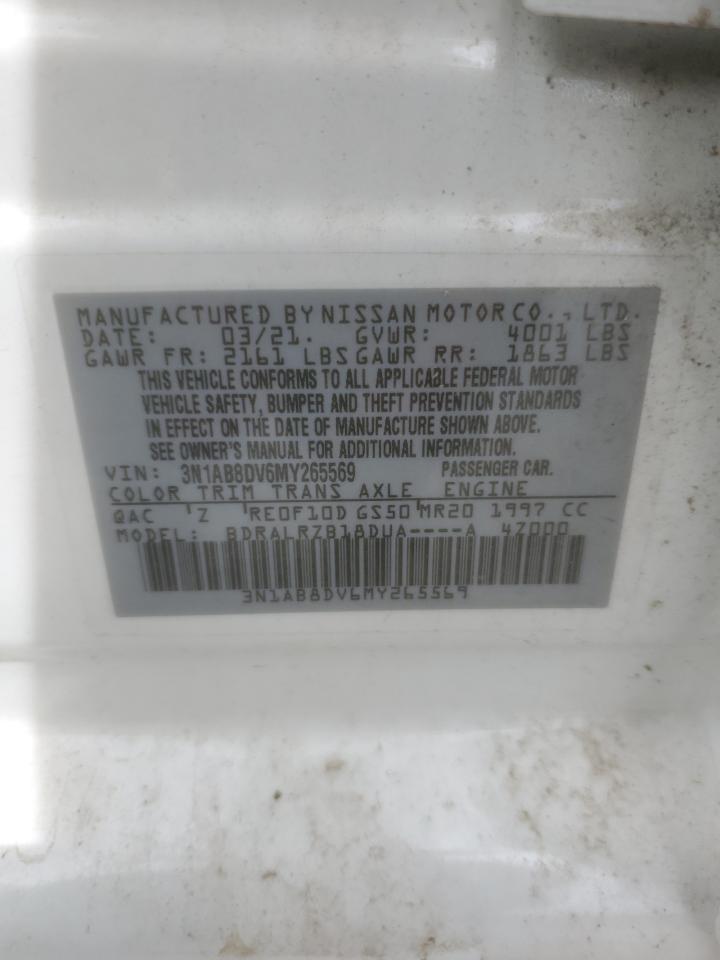 MANUFACTURED BY NISSAN MOTOR CO., LTD.
DATE: 03/21. GVWR: 4001 LBS
GAWR FR: 2161 LBS GAWR RR: 1863 LBS
THIS VEHICLE CONFORMS TO ALL APPLICABLE FEDERAL MOTOR
VEHICLE SAFETY, BUMPER AND THEFT PREVENTION STANDARDS
IN EFFECT ON THE DATE OF MANUFACTURE SHOWN ABOVE.
SEE OWNER'S MANUAL FOR ADDITIONAL INFORMATION.
VIN: 3N1AB8DV6MY265569 PASSENGER CAR.
COLOR TRIM TRANS AXLE ENGINE
QAC Z RE0F10D GS50 MR20 1997 CC
MODEL: BDRALRZB18DUA----A 4Z000
3N1AB8DV6MY265569